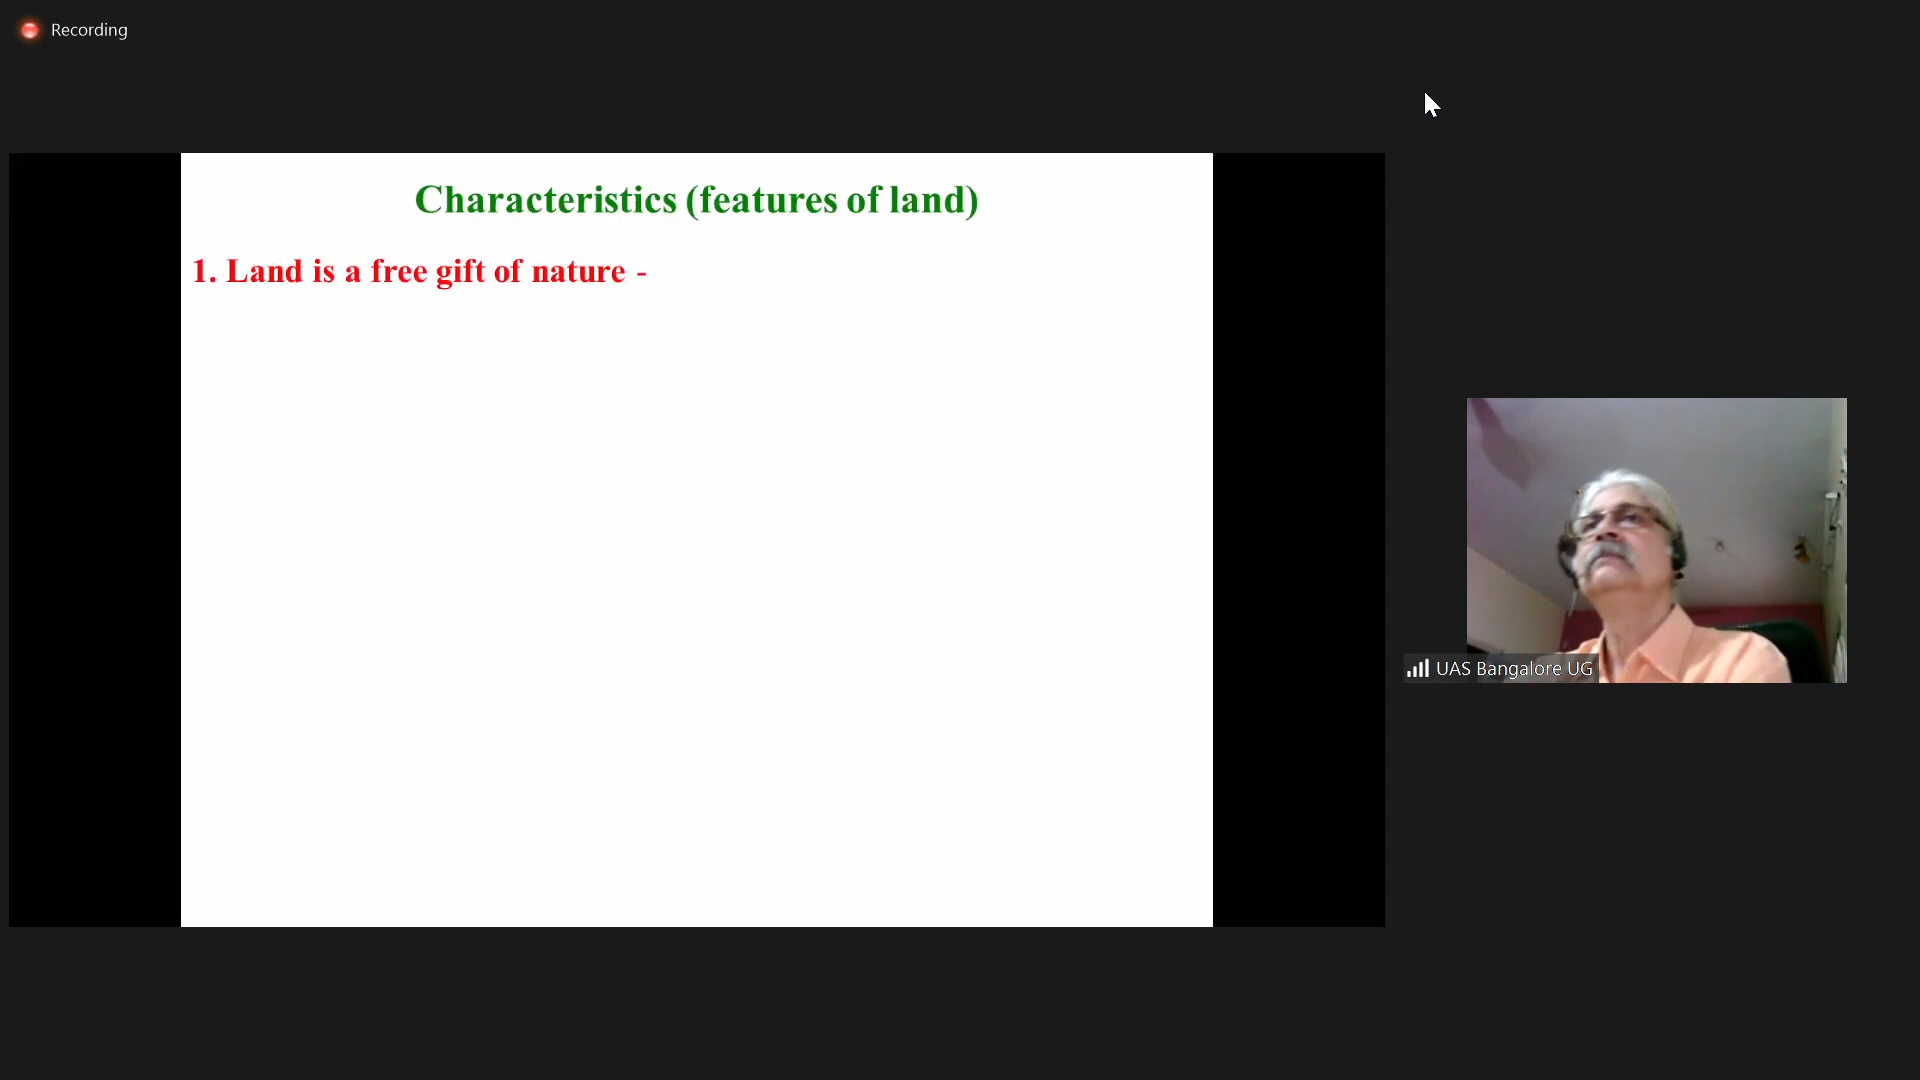 Recording
Characteristics (features of land)
1. Land is a free gift of nature -
UAS Bangalore UG